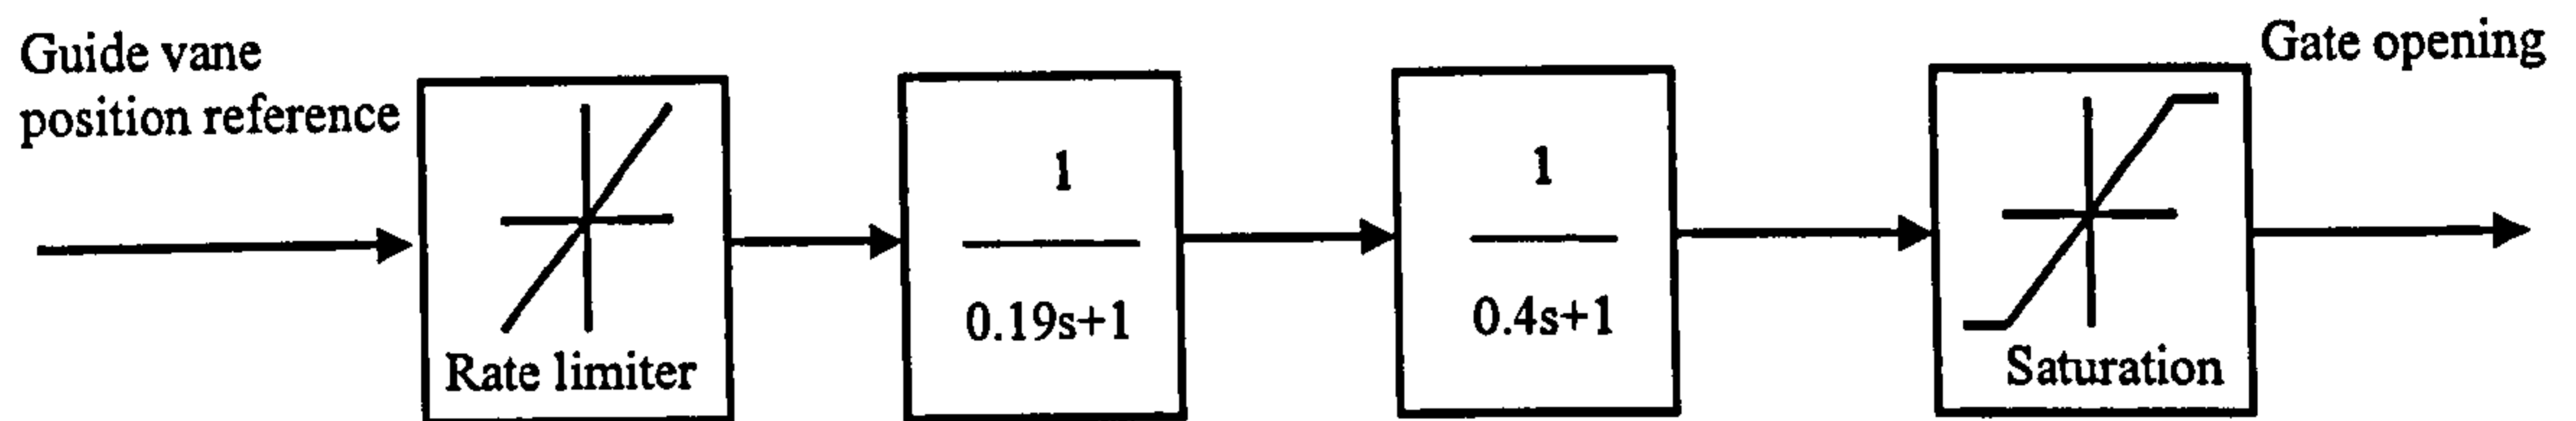 Guide vane
position reference
Rate limiter
1
0.19s+1
1
0.4s+1
Saturation
Gate opening